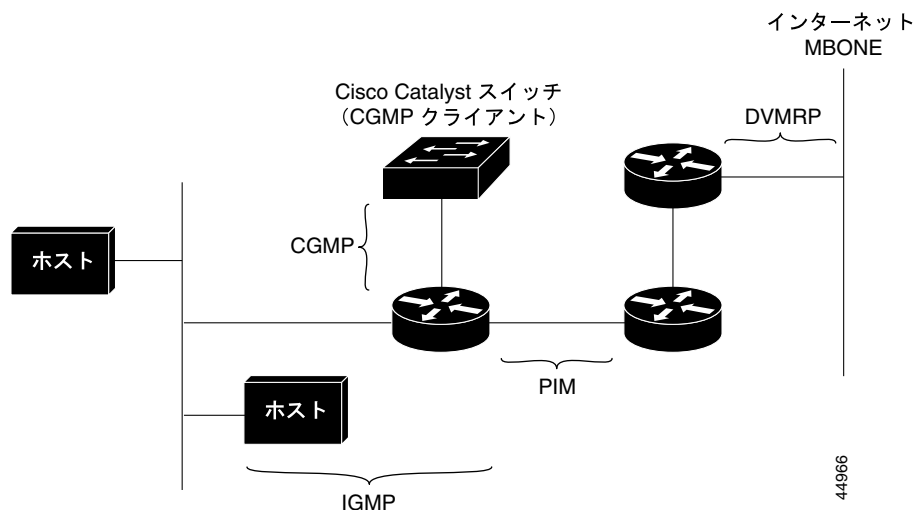 インターネット
MBONE
Cisco Catalyst スイッチ
（CGMP クライアント）
DVMRP
CGMP
ホスト
PIM
ホスト
IGMP
44966